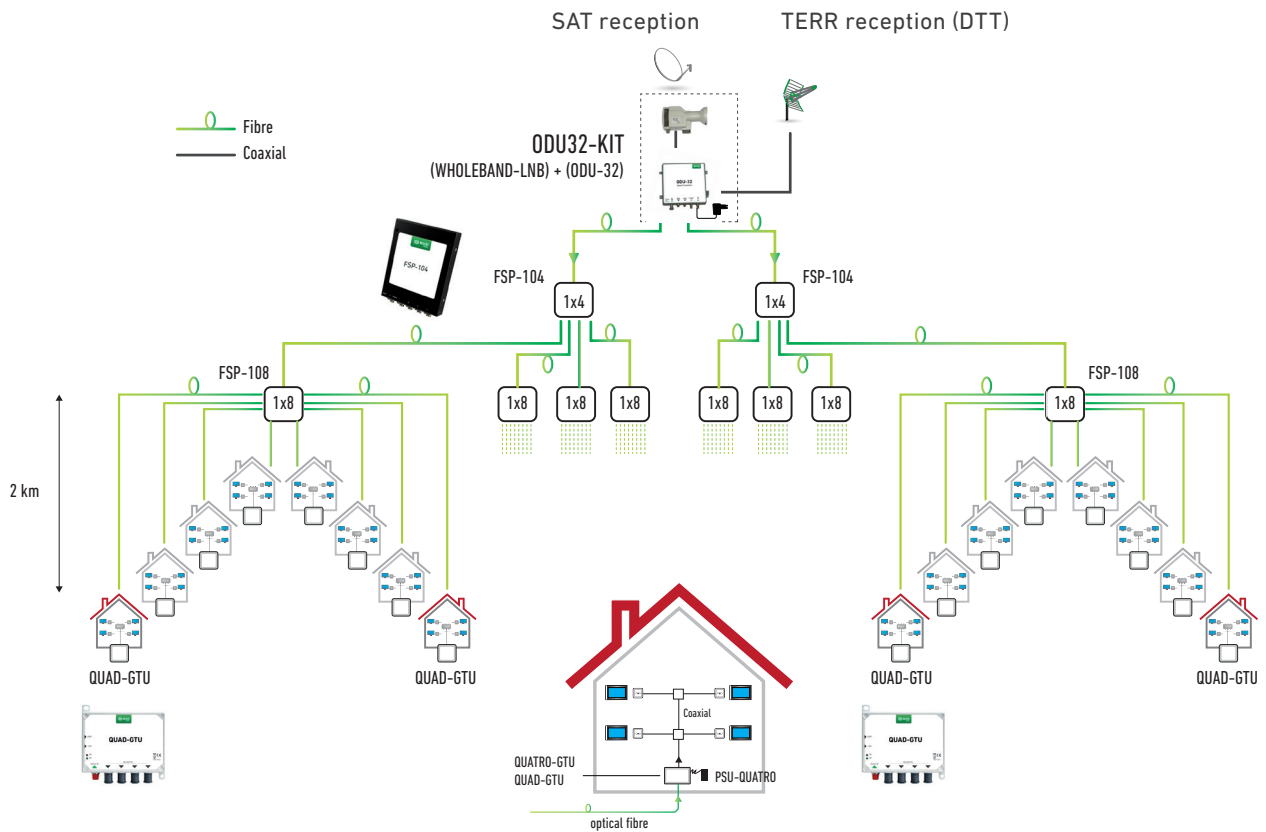 SAT reception
TERR reception (DTT)
Fibre
Coaxial
ODU32-KIT
(WHOLEBAND-LNB) + (ODU-32)
ODU-32
FSP-104
FSP-104
FSP-104
1x4
1x4
FSP-108
FSP-108
1x8
1x8
1x8
1x8
1x8
1x8
1x8
1x8
2 km
QUAD-GTU
QUAD-GTU
QUAD-GTU
QUAD-GTU
QUAD-GTU
QUAD-GTU
Coaxial
QUATRO-GTU
QUAD-GTU
PSU-QUATRO
optical fibre